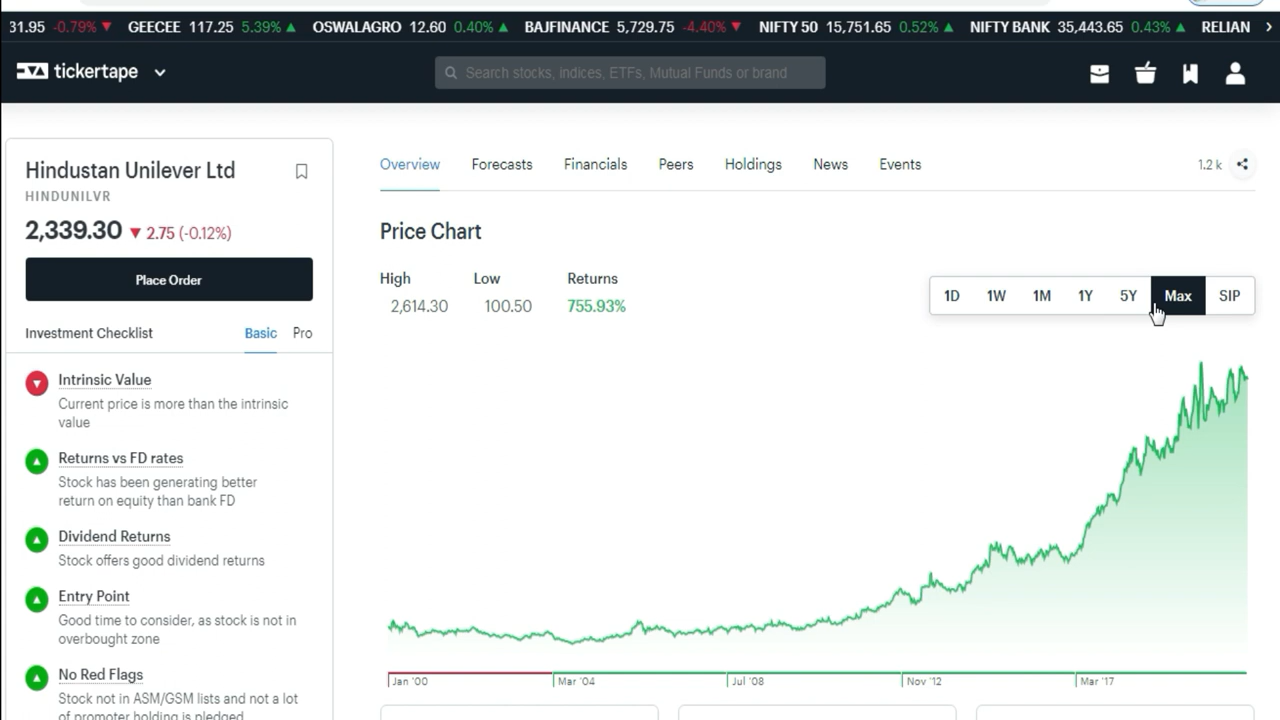 31.95 -0.79% ▼ GEECEE 117.25 5.39% ▲ OSWALAGRO 12.60 0.40% ▲ BAJFINANCE 5,729.75 -4.40% ▼ NIFTY 50 15,751.65 0.52% ▲ NIFTY BANK 35,443.65 0.43% ▲ RELIAN
tickertape
Search stocks, indices, ETFs, Mutual Funds or brand
Hindustan Unilever Ltd
HINDUNILVR
2,339.30 ▼ 2.75 (-0.12%)
Place Order
Investment Checklist Basic Pro
Intrinsic Value
Current price is more than the intrinsic
value
Returns vs FD rates
Stock has been generating better
return on equity than bank FD
Dividend Returns
Stock offers good dividend returns
Entry Point
Good time to consider, as stock is not in
overbought zone
No Red Flags
Stock not in ASM/GSM lists and not a lot
of promoter holding is pledged
Overview Forecasts Financials Peers Holdings News Events 1.2 k
Price Chart
High Low Returns
2,614.30 100.50 755.93%
1D 1W 1M 1Y 5Y Max SIP
Jan '00 Mar '04 Jul '08 Nov '12 Mar '17